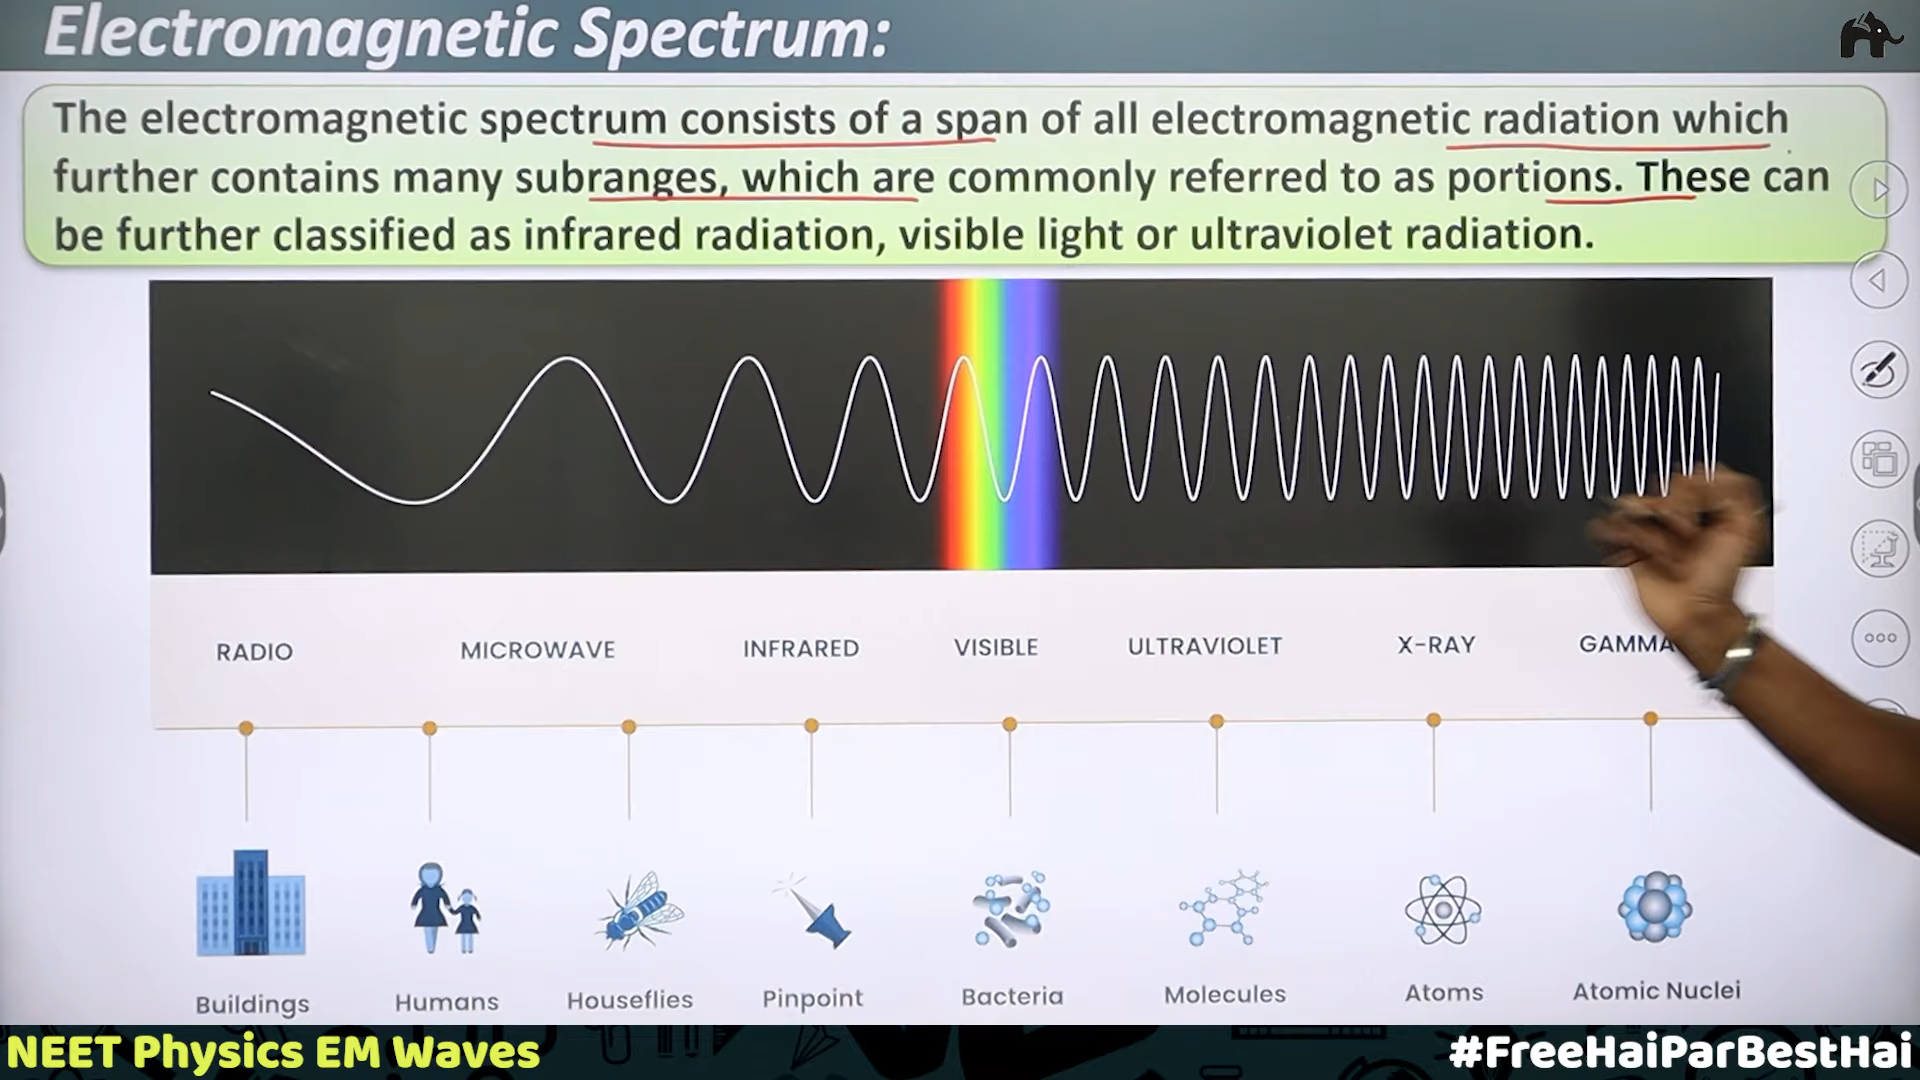 Electromagnetic Spectrum:
The electromagnetic spectrum consists of a span of all electromagnetic radiation which
further contains many subranges, which are commonly referred to as portions. These can
be further classified as infrared radiation, visible light or ultraviolet radiation.
RADIO MICROWAVE INFRARED VISIBLE ULTRAVIOLET X-RAY GAMMA
Buildings Humans Houseflies Pinpoint Bacteria Molecules Atoms Atomic Nuclei
NEET Physics EM Waves #FreeHaiParBestHai